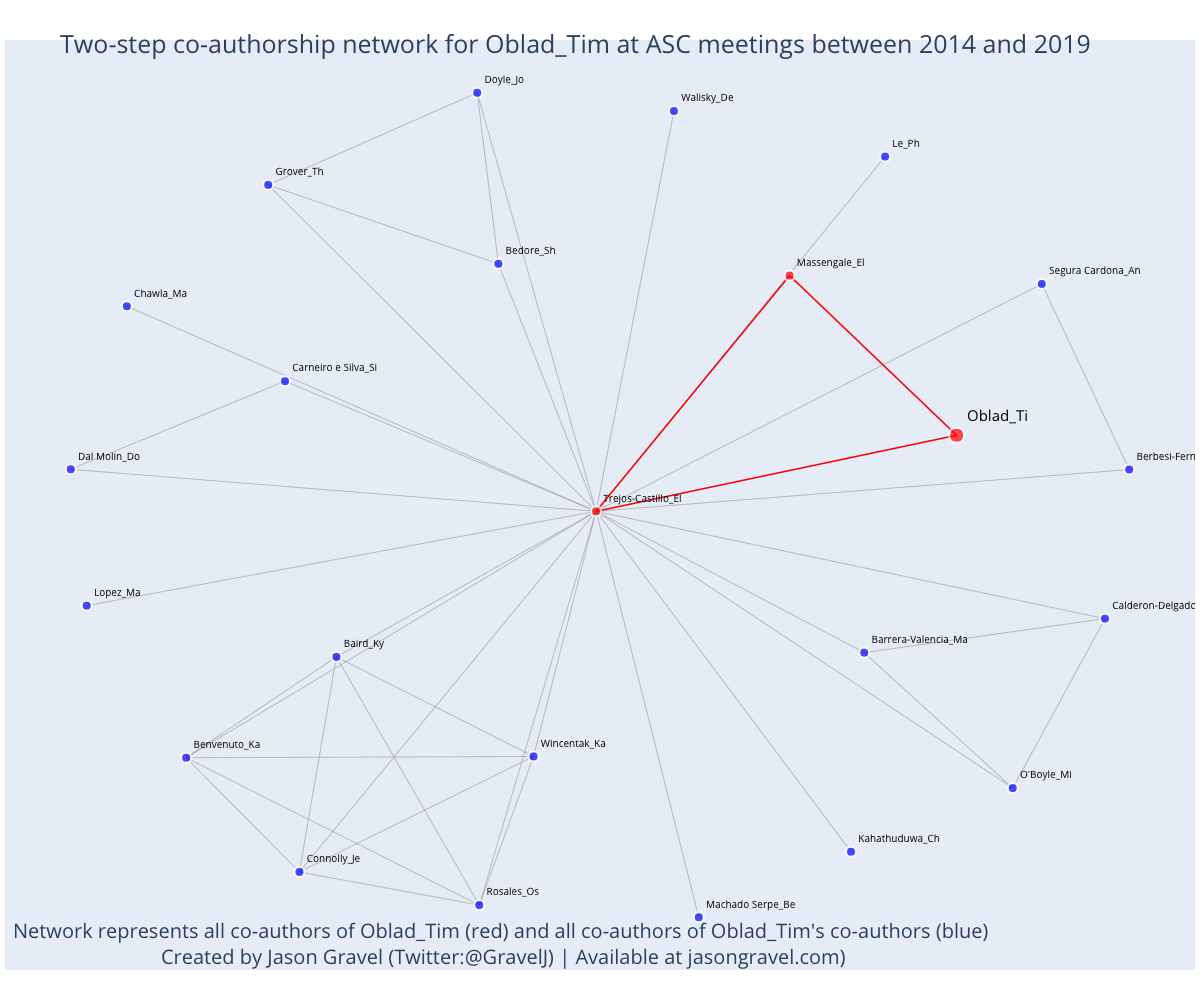 Two-step co-authorship network for Oblad_Tim at ASC meetings between 2014 and 2019
Doyle_Jo
Walisky_De
Le_Ph
Grover_Th
Bedore_Sh
Massengale_El
Segura Cardona_An
Chawla_Ma
Carneiro e Silva_Si
Oblad_Ti
Dal Molin_Do
Berbesi-Fern
Trejos-Castillo_El
Lopez_Ma
Calderon-Delgado
Baird_Ky
Barrera-Valencia_Ma
Benvenuto_Ka
Wincentak_Ka
O'Boyle_Mi
Kahathuduwa_Ch
Connolly_Je
Rosales_Os
Machado Serpe_Be
Network represents all co-authors of Oblad_Tim (red) and all co-authors of Oblad_Tim's co-authors (blue)
Created by Jason Gravel (Twitter:@GravelJ) | Available at jasongravel.com)